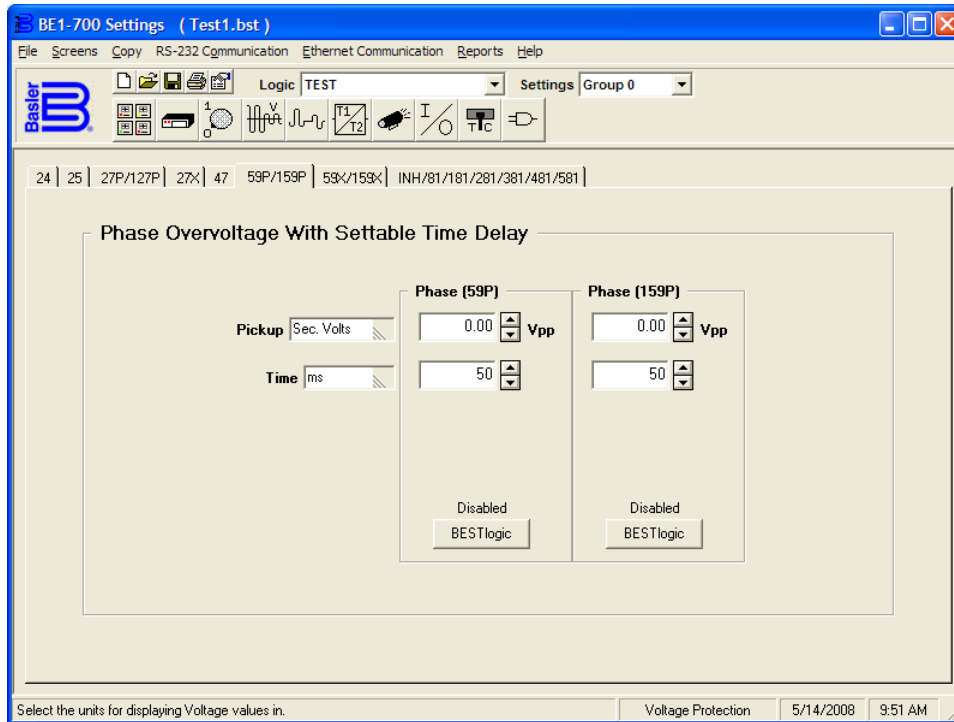 BE1-700 Settings   ( Test1.bst )
File   Screens   Copy   RS-232 Communication   Ethernet Communication   Reports   Help
Basler
Logic TEST   Settings Group 0
1 0 V T1 T2 I O T C
24   25   27P/127P   27X   47   59P/159P   59X/159X   INH/81/181/281/381/481/581
Phase Overvoltage With Settable Time Delay
Phase (59P)   Phase (159P)
Pickup Sec. Volts   0.00 Vpp   0.00 Vpp
Time ms   50   50
Disabled   Disabled
BESTlogic   BESTlogic
Select the units for displaying Voltage values in.   Voltage Protection   5/14/2008   9:51 AM